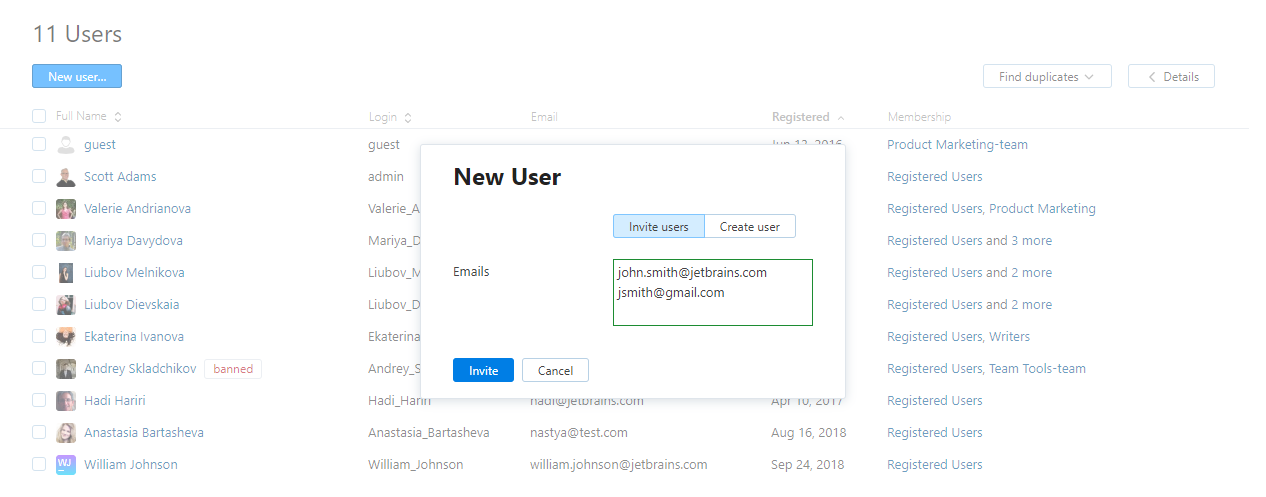 11 Users
New user...
Find duplicates
Details
Full Name Login Email Registered Membership
guest guest Jun 13, 2016 Product Marketing-team
Scott Adams admin Registered Users
Valerie Andrianova Valerie_A Registered Users, Product Marketing
Mariya Davydova Mariya_D Registered Users and 3 more
Liubov Melnikova Liubov_M Registered Users and 2 more
Liubov Dievskaia Liubov_D Registered Users and 2 more
Ekaterina Ivanova Ekaterina Registered Users, Writers
Andrey Skladchikov banned Andrey_S Registered Users, Team Tools-team
Hadi Hariri Hadi_Hariri hadi@jetbrains.com Apr 10, 2017 Registered Users
Anastasia Bartasheva Anastasia_Bartasheva nastya@test.com Aug 16, 2018 Registered Users
WJ William Johnson William_Johnson william.johnson@jetbrains.com Sep 24, 2018 Registered Users
New User
Invite users Create user
Emails
john.smith@jetbrains.com
jsmith@gmail.com
Invite Cancel